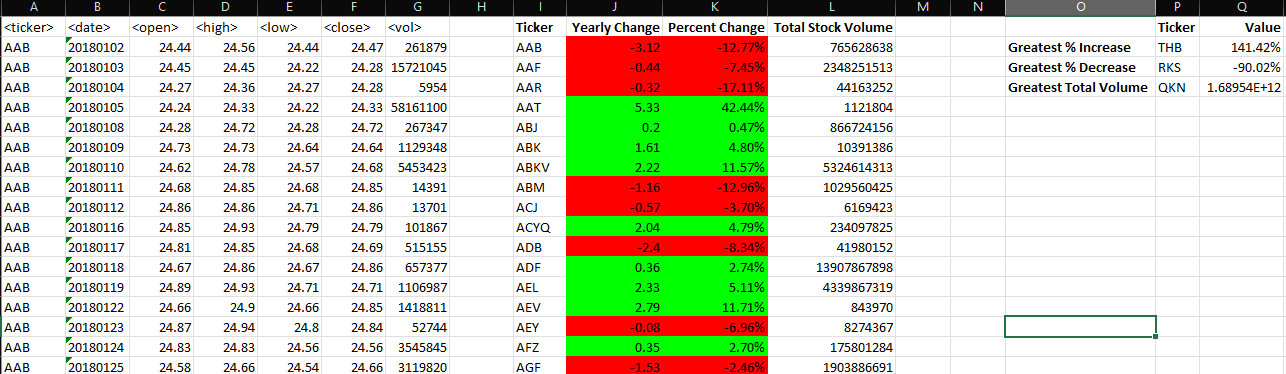 A B C D E F G H I J K L M N O P Q
<ticker> <date> <open> <high> <low> <close> <vol> Ticker Yearly Change Percent Change Total Stock Volume Ticker Value
AAB 20180102 24.44 24.56 24.44 24.47 261879 AAB -3.12 -12.77% 765628638 Greatest % Increase THB 141.42%
AAB 20180103 24.45 24.45 24.22 24.28 15721045 AAF -0.44 -7.45% 2348251513 Greatest % Decrease RKS -90.02%
AAB 20180104 24.27 24.36 24.27 24.28 5954 AAR -0.32 -17.11% 44163252 Greatest Total Volume QKN 1.68954E+12
AAB 20180105 24.24 24.33 24.22 24.33 58161100 AAT 5.33 42.44% 1121804
AAB 20180108 24.28 24.72 24.28 24.72 267347 ABJ 0.2 0.47% 866724156
AAB 20180109 24.73 24.73 24.64 24.64 1129348 ABK 1.61 4.80% 10391386
AAB 20180110 24.62 24.78 24.57 24.68 5453423 ABKV 2.22 11.57% 5324614313
AAB 20180111 24.68 24.85 24.68 24.85 14391 ABM -1.16 -12.96% 1029560425
AAB 20180112 24.86 24.86 24.71 24.86 13701 ACJ -0.57 -3.70% 6169423
AAB 20180116 24.85 24.93 24.79 24.79 101867 ACYQ 2.04 4.79% 234097825
AAB 20180117 24.81 24.85 24.68 24.69 515155 ADB -2.4 -8.34% 41980152
AAB 20180118 24.67 24.86 24.67 24.86 657377 ADF 0.36 2.74% 13907867898
AAB 20180119 24.89 24.93 24.71 24.71 1106987 AEL 2.33 5.11% 4339867319
AAB 20180122 24.66 24.9 24.66 24.85 1418811 AEV 2.79 11.71% 843970
AAB 20180123 24.87 24.94 24.8 24.84 52744 AEY -0.08 -6.96% 8274367
AAB 20180124 24.83 24.83 24.56 24.56 3545845 AFZ 0.35 2.70% 175801284
AAB 20180125 24.58 24.66 24.54 24.66 3119820 AGF -1.53 -2.46% 1903886691